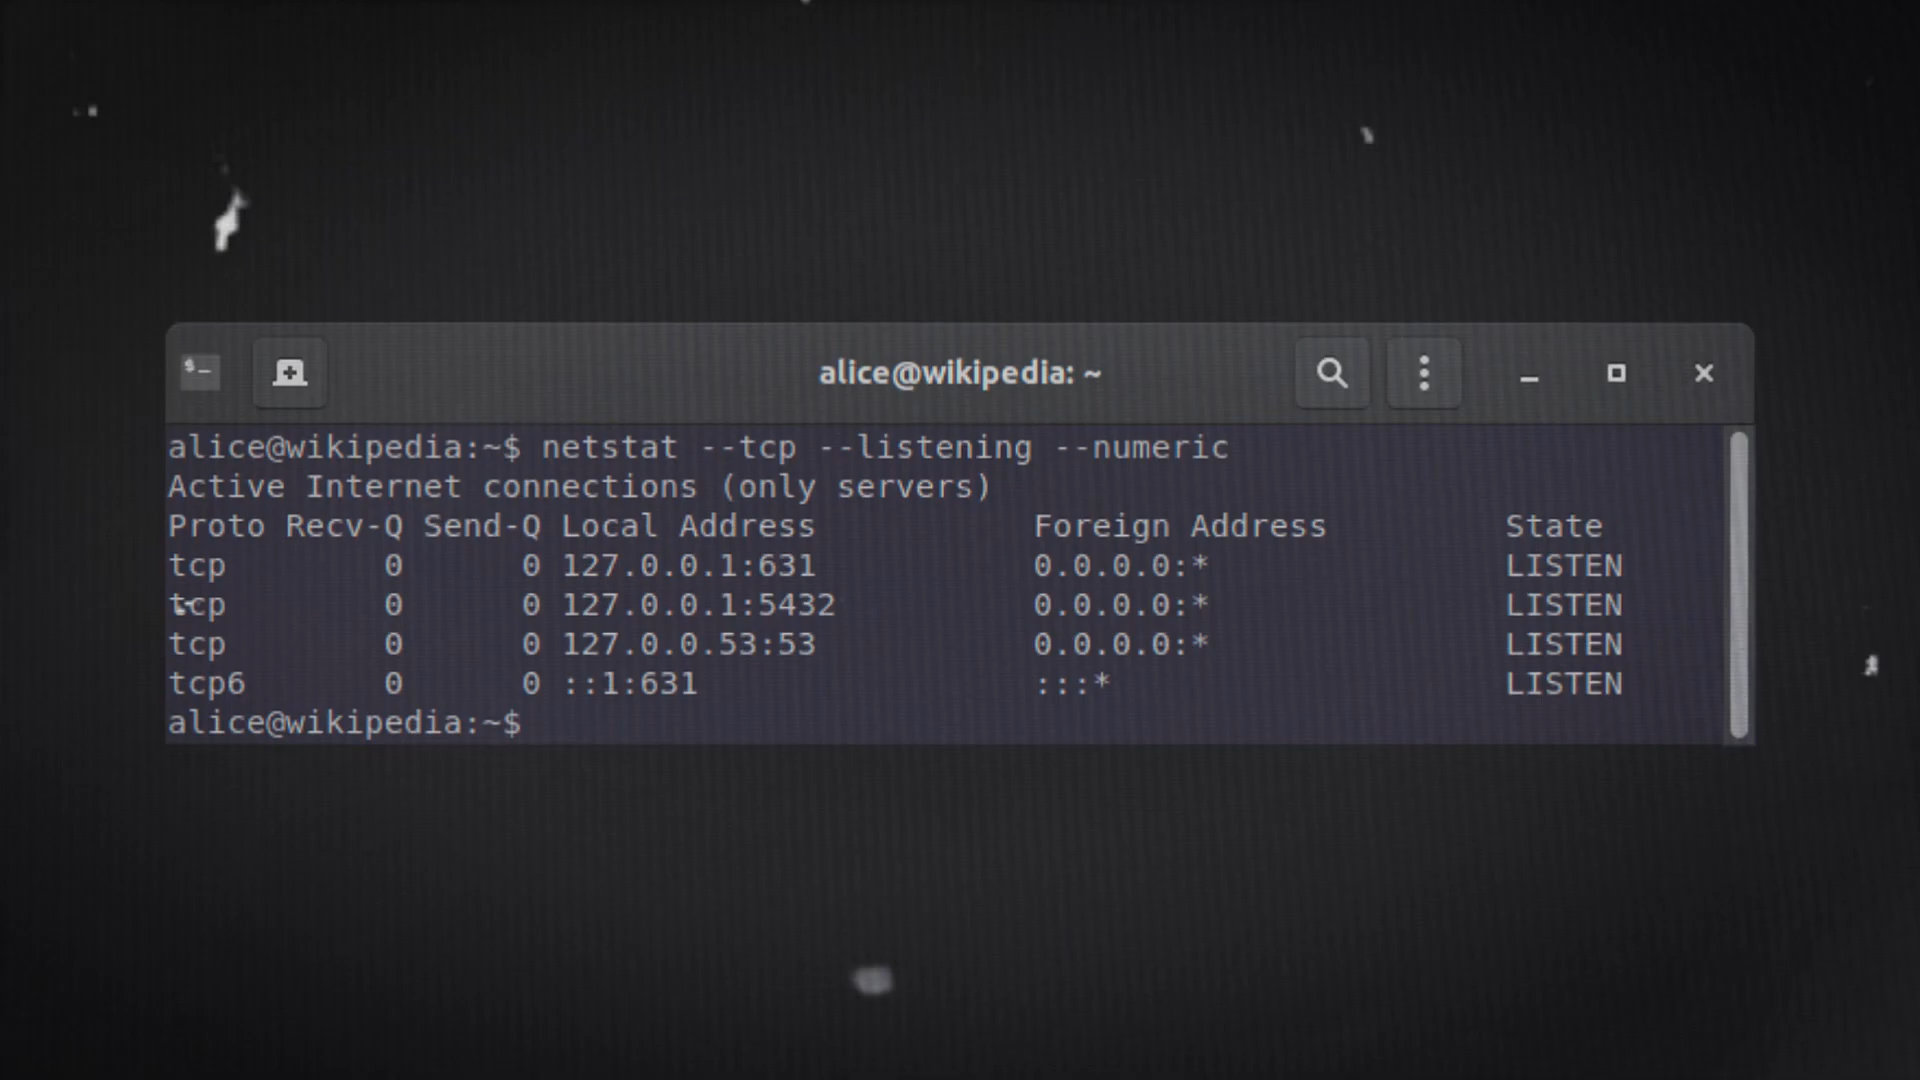 alice@wikipedia: ~
alice@wikipedia:~$ netstat --tcp --listening --numeric
Active Internet connections (only servers)
Proto Recv-Q Send-Q Local Address           Foreign Address         State
tcp        0      0 127.0.0.1:631           0.0.0.0:*               LISTEN
tcp        0      0 127.0.0.1:5432          0.0.0.0:*               LISTEN
tcp        0      0 127.0.0.53:53           0.0.0.0:*               LISTEN
tcp6       0      0 ::1:631                 :::*                    LISTEN
alice@wikipedia:~$